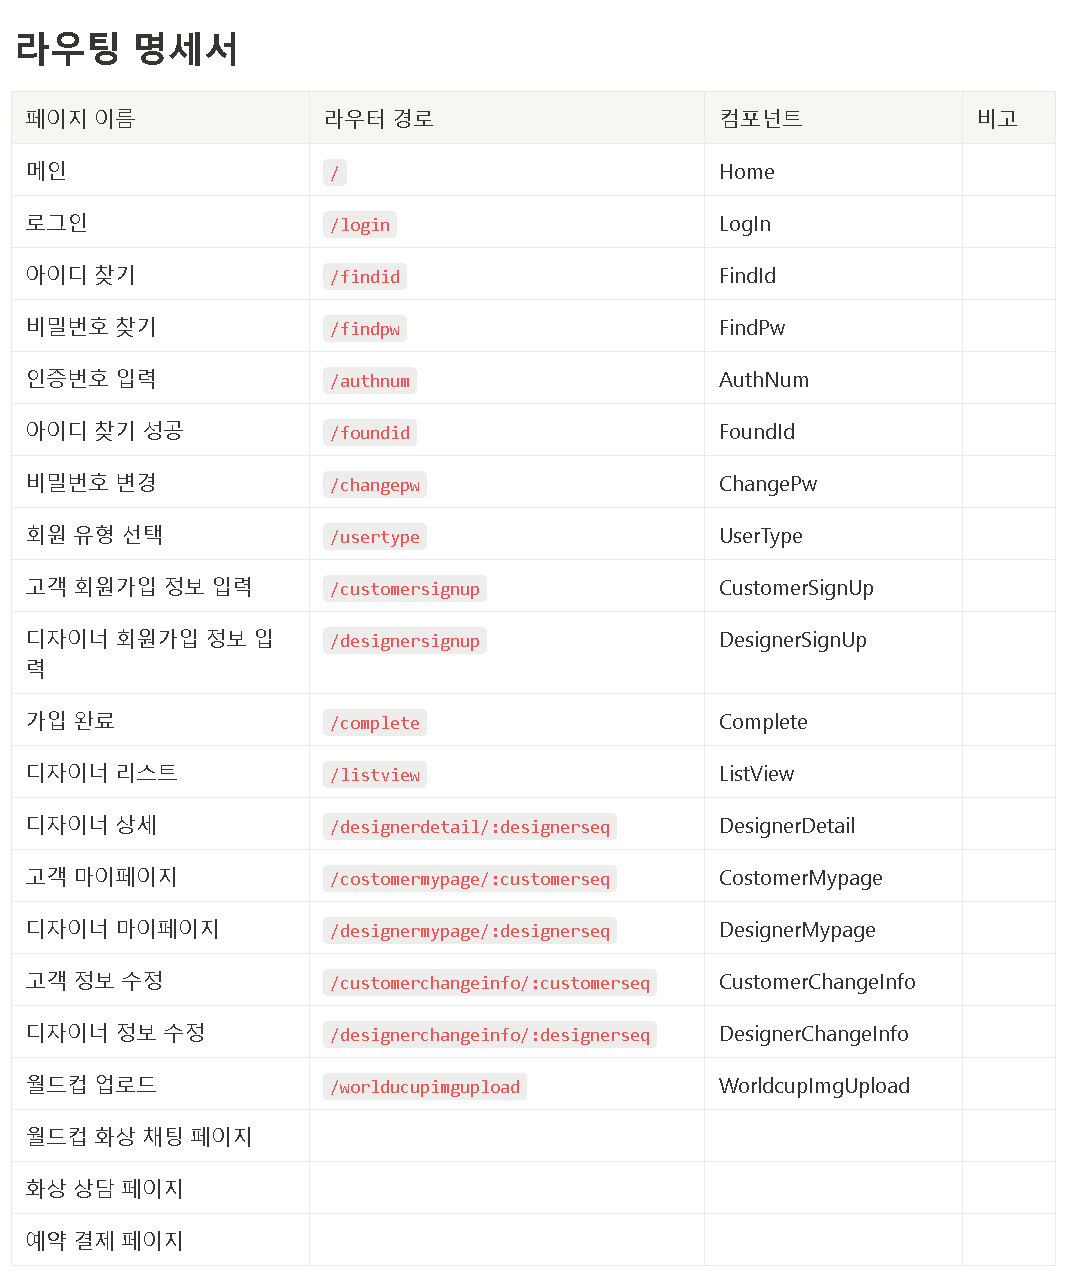 라우팅 명세서
페이지 이름 라우터 경로 컴포넌트 비고
메인 / Home
로그인 /login LogIn
아이디 찾기 /findid FindId
비밀번호 찾기 /findpw FindPw
인증번호 입력 /authnum AuthNum
아이디 찾기 성공 /foundid FoundId
비밀번호 변경 /changepw ChangePw
회원 유형 선택 /usertype UserType
고객 회원가입 정보 입력 /customersignup CustomerSignUp
디자이너 회원가입 정보 입 /designersignup DesignerSignUp
력
가입 완료 /complete Complete
디자이너 리스트 /listview ListView
디자이너 상세 /designerdetail/:designerseq DesignerDetail
고객 마이페이지 /costomermypage/:customerseq CostomerMypage
디자이너 마이페이지 /designermypage/:designerseq DesignerMypage
고객 정보 수정 /customerchangeinfo/:customerseq CustomerChangeInfo
디자이너 정보 수정 /designerchangeinfo/:designerseq DesignerChangeInfo
월드컵 업로드 /worlducupimgupload WorldcupImgUpload
월드컵 화상 채팅 페이지
화상 상담 페이지
예약 결제 페이지